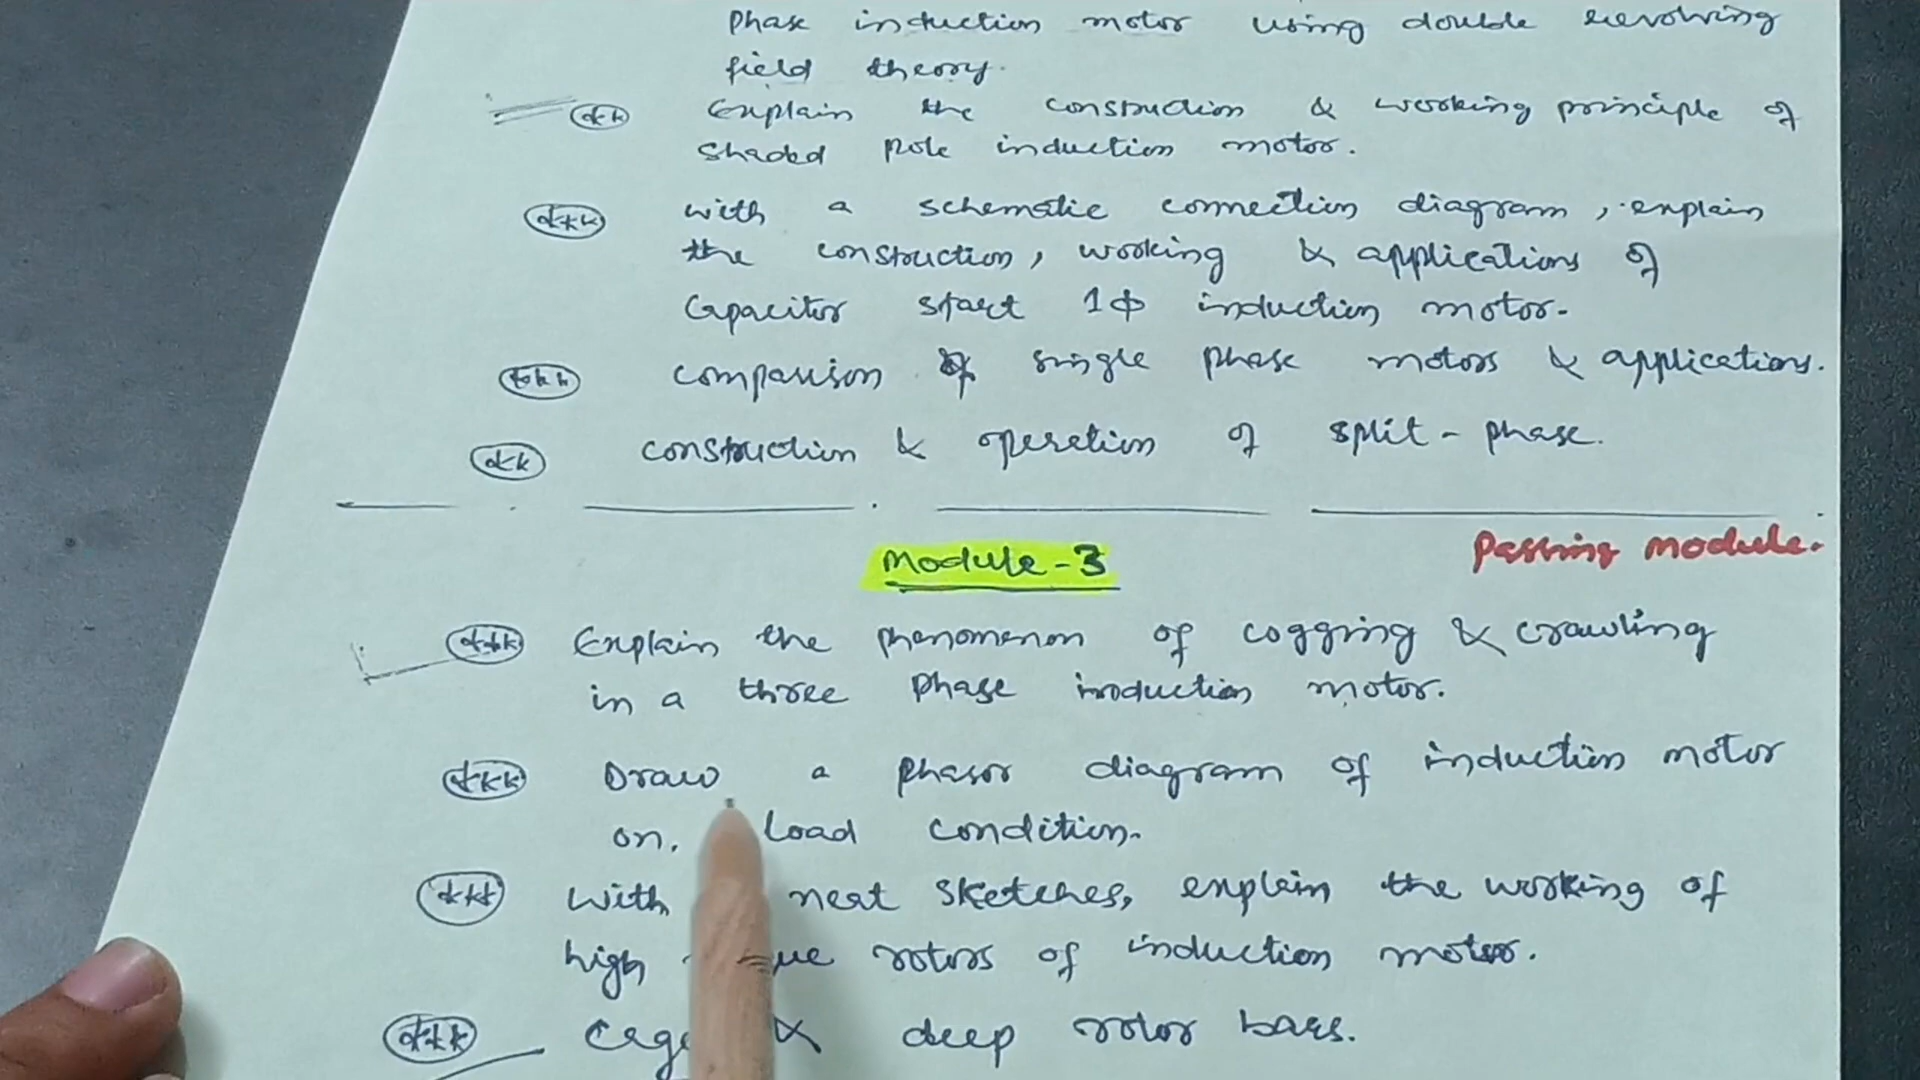 Phase induction motor using double revolving
field theory.
Explain the construction & working principle of
shaded pole induction motor.
with a schematic connection diagram, explain
the construction, working & applications of
Capacitor start 1ф induction motor.
comparison of single phase motors & applications.
construction & operation of split - phase.
Module - 3
Passing module.
Explain the phenomenon of cogging & crawling
in a three phase induction motor.
Draw a phasor diagram of induction motor
on. load condition.
with neat sketches, explain the working of
high rotors of induction motor.
& deep rotor bars.